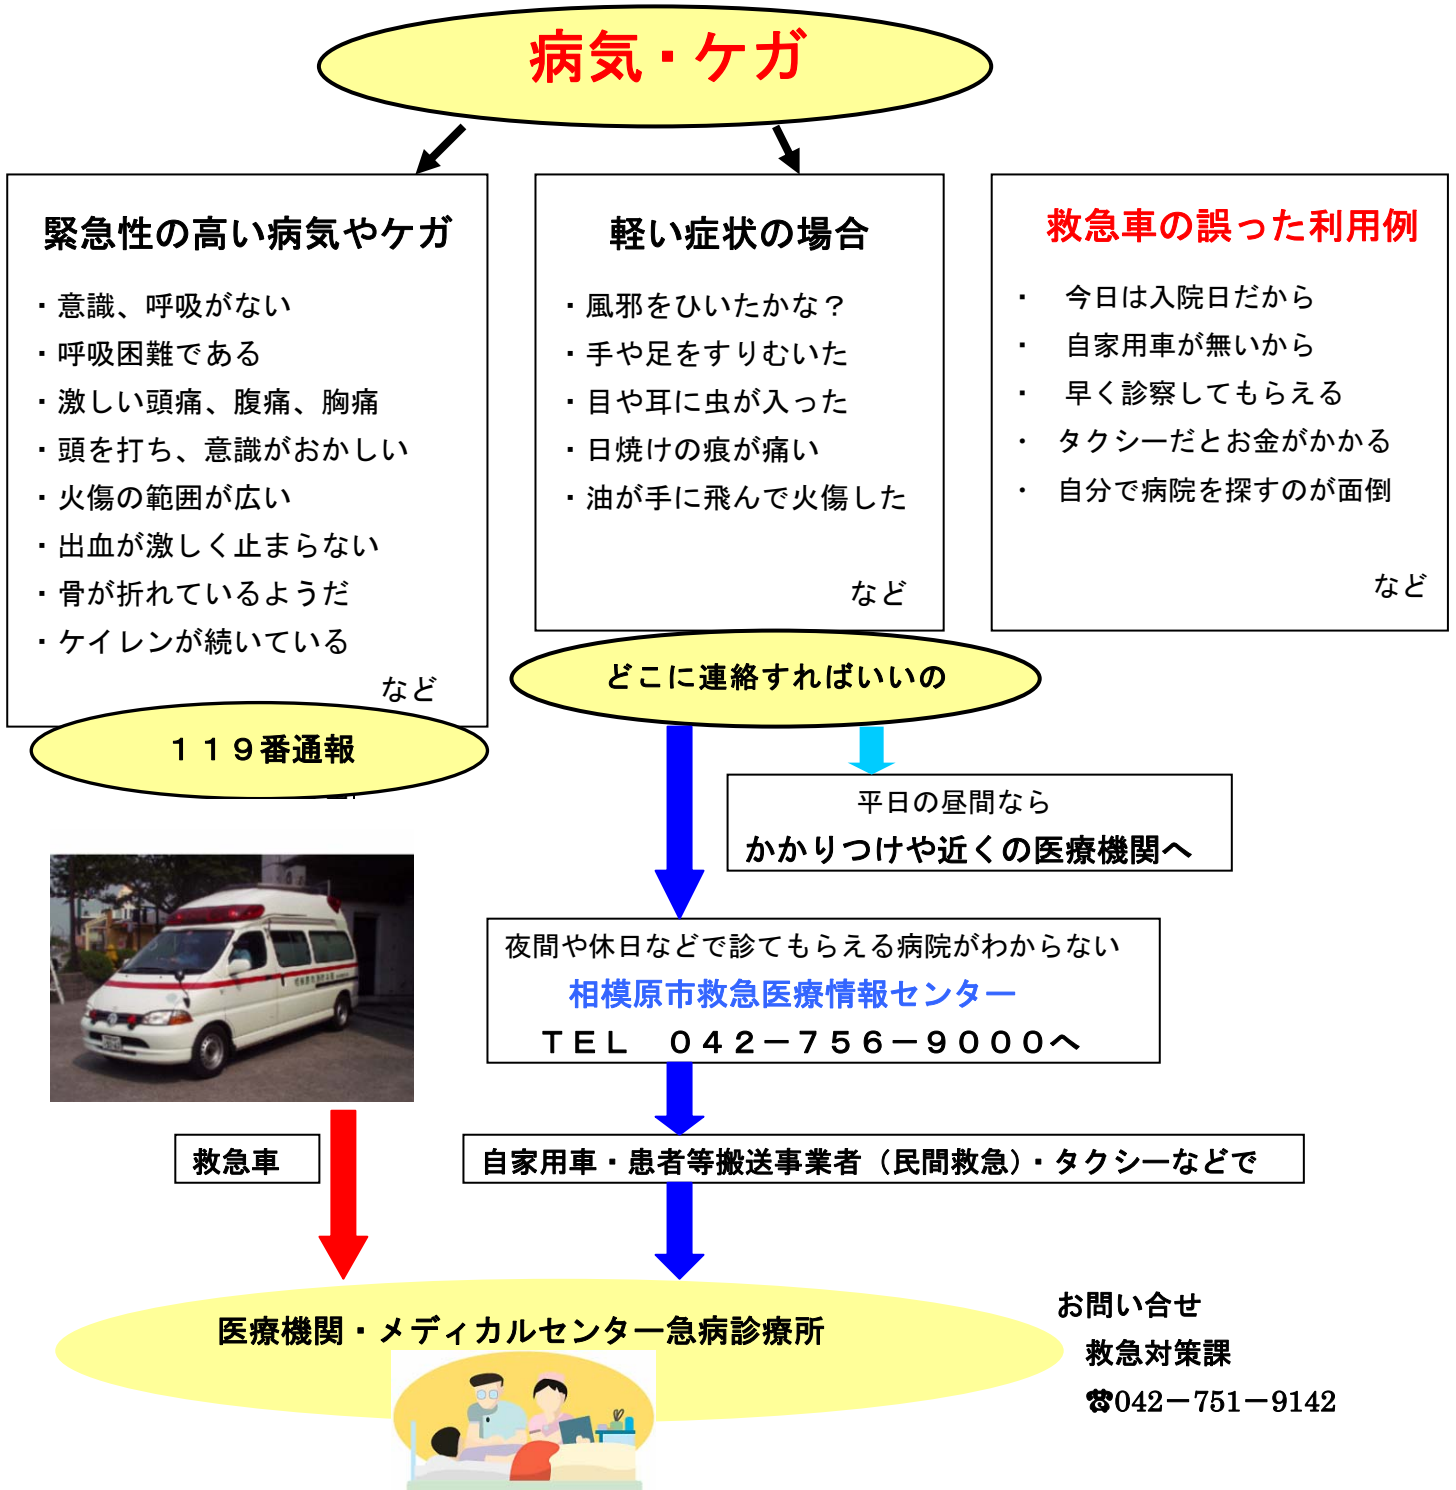 病気・ケガ
緊急性の高い病気やケガ
・意識、呼吸がない
・呼吸困難である
・激しい頭痛、腹痛、胸痛
・頭を打ち、意識がおかしい
・火傷の範囲が広い
・出血が激しく止まらない
・骨が折れているようだ
・ケイレンが続いている
など
１１９番通報
軽い症状の場合
・風邪をひいたかな？
・手や足をすりむいた
・目や耳に虫が入った
・日焼けの痕が痛い
・油が手に飛んで火傷した
など
救急車の誤った利用例
・　今日は入院日だから
・　自家用車が無いから
・　早く診察してもらえる
・　タクシーだとお金がかかる
・　自分で病院を探すのが面倒
など
どこに連絡すればいいの
平日の昼間なら
かかりつけや近くの医療機関へ
夜間や休日などで診てもらえる病院がわからない
相模原市救急医療情報センター
ＴＥＬ　０４２－７５６－９０００へ
救急車
自家用車・患者等搬送事業者（民間救急）・タクシーなどで
医療機関・メディカルセンター急病診療所
お問い合せ
救急対策課
☎042－751－9142